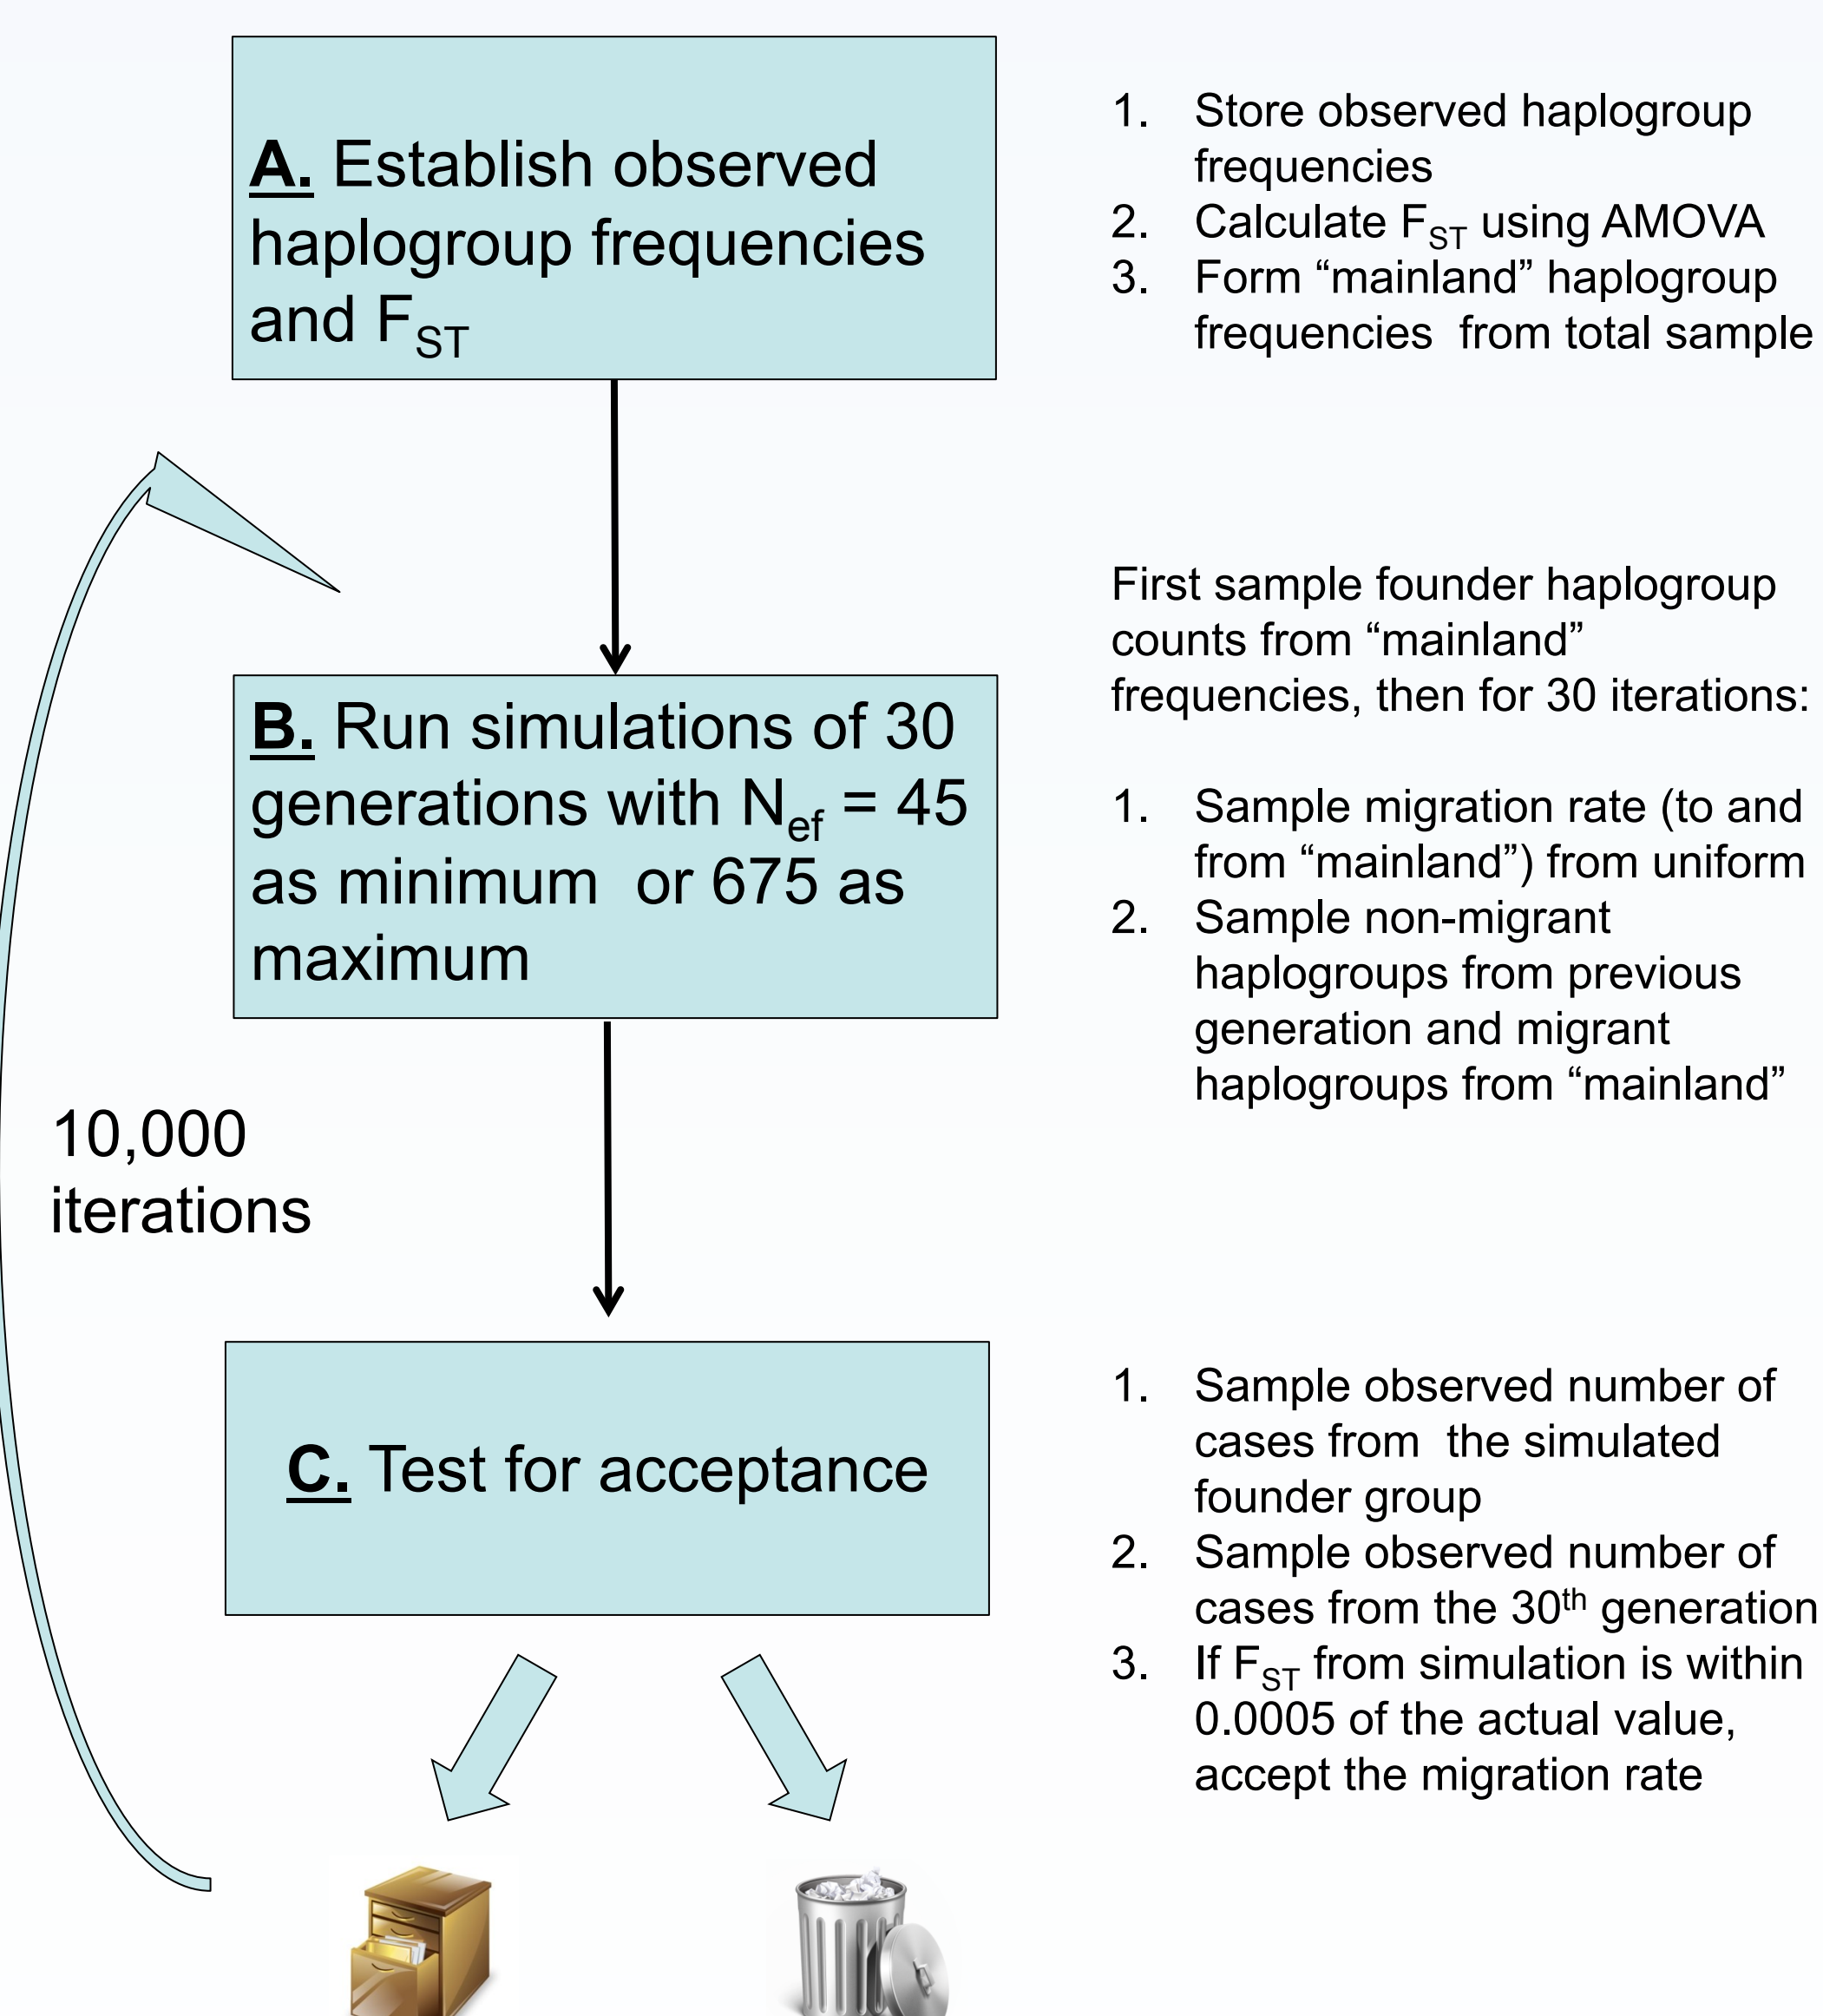 A. Establish observed
haplogroup frequencies
and FST
1. Store observed haplogroup
frequencies
2. Calculate FST using AMOVA
3. Form “mainland” haplogroup
frequencies from total sample
B. Run simulations of 30
generations with Nef = 45
as minimum or 675 as
maximum
First sample founder haplogroup
counts from “mainland”
frequencies, then for 30 iterations:
1. Sample migration rate (to and
from “mainland”) from uniform
2. Sample non-migrant
haplogroups from previous
generation and migrant
haplogroups from “mainland”
10,000
iterations
C. Test for acceptance
1. Sample observed number of
cases from the simulated
founder group
2. Sample observed number of
cases from the 30th generation
3. If FST from simulation is within
0.0005 of the actual value,
accept the migration rate